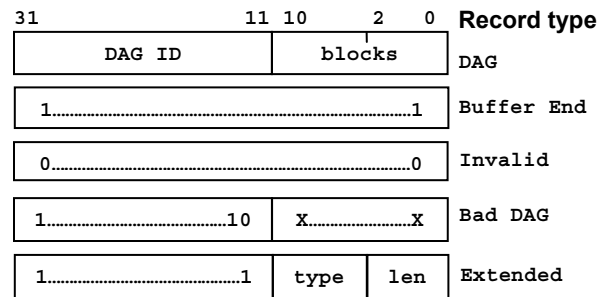 31 11 10 2 0 Record type
DAG ID blocks DAG
1……………………………………………………………1 Buffer End
0……………………………………………………………0 Invalid
1………………………………10 X…………………X Bad DAG
1…………………………………1 type len Extended